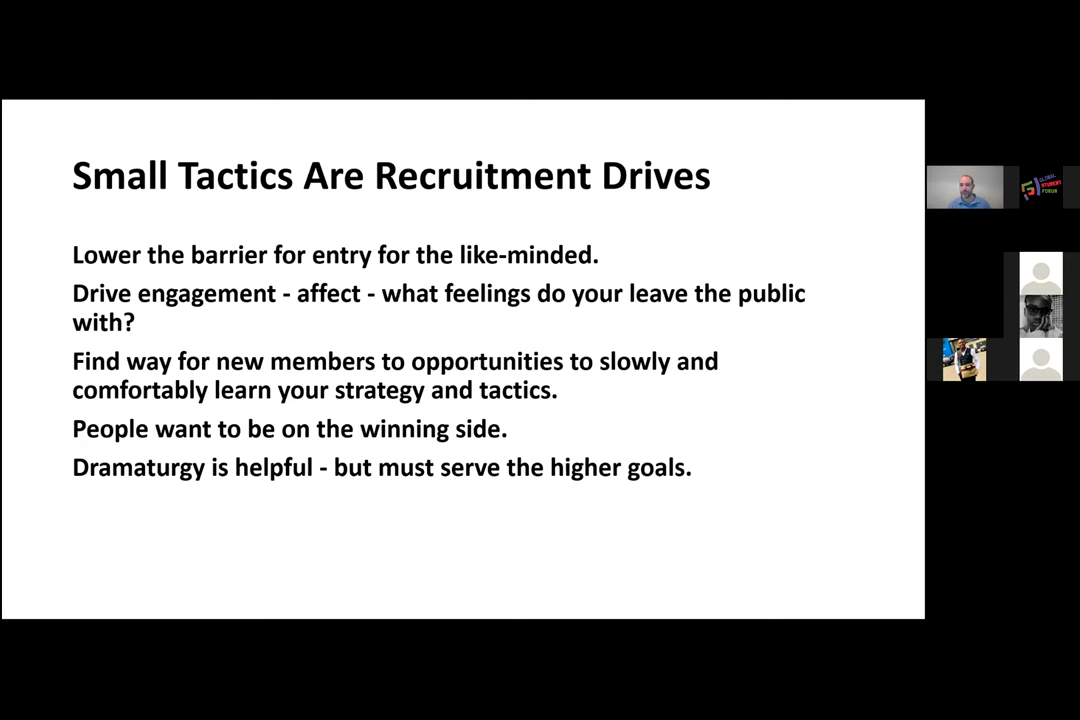 Small Tactics Are Recruitment Drives
Lower the barrier for entry for the like-minded.
Drive engagement - affect - what feelings do your leave the public
with?
Find way for new members to opportunities to slowly and
comfortably learn your strategy and tactics.
People want to be on the winning side.
Dramaturgy is helpful - but must serve the higher goals.
GLOBAL
STUDENT
FORUM